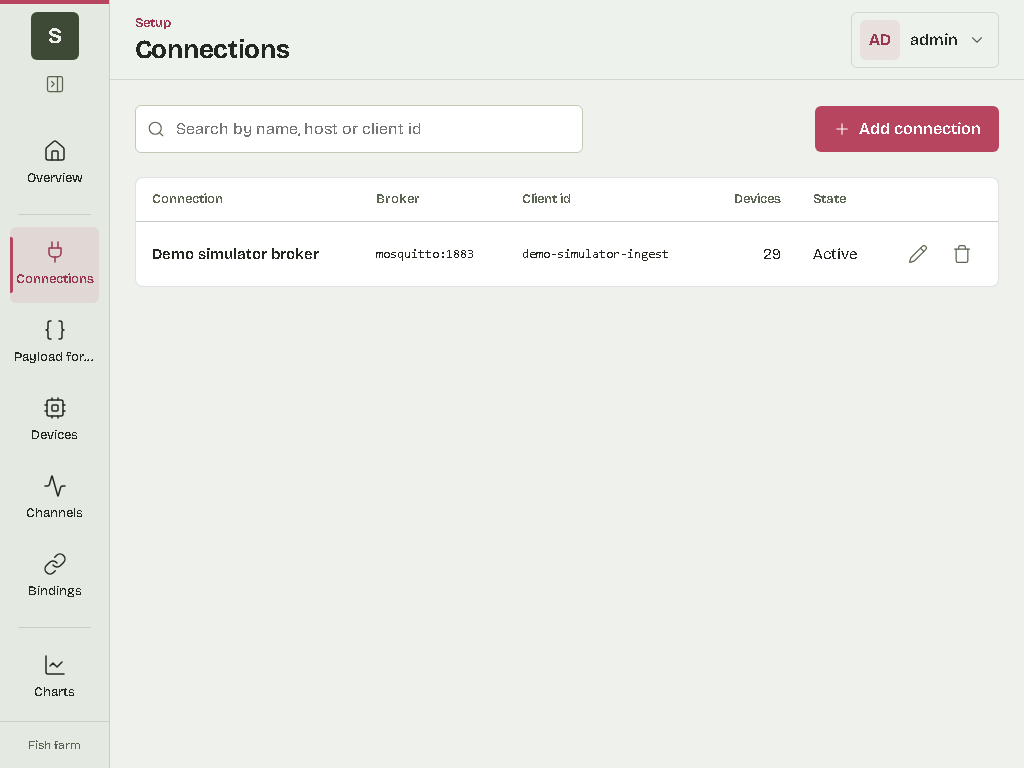 S
Setup
Connections
AD admin
Overview
Connections
Payload for...
Devices
Channels
Bindings
Charts
Fish farm
Search by name, host or client id
Add connection
Connection Broker Client id Devices State
Demo simulator broker mosquitto:1883 demo-simulator-ingest 29 Active